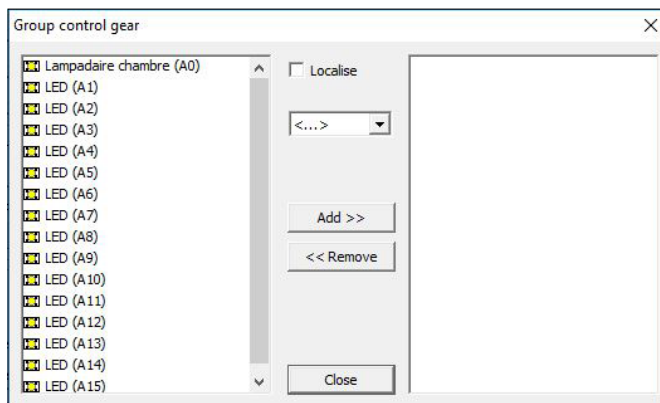 Group control gear
Lampadaire chambre (A0)
LED (A1)
LED (A2)
LED (A3)
LED (A4)
LED (A5)
LED (A6)
LED (A7)
LED (A8)
LED (A9)
LED (A10)
LED (A11)
LED (A12)
LED (A13)
LED (A14)
LED (A15)
Localise
<...>
Add >>
<< Remove
Close